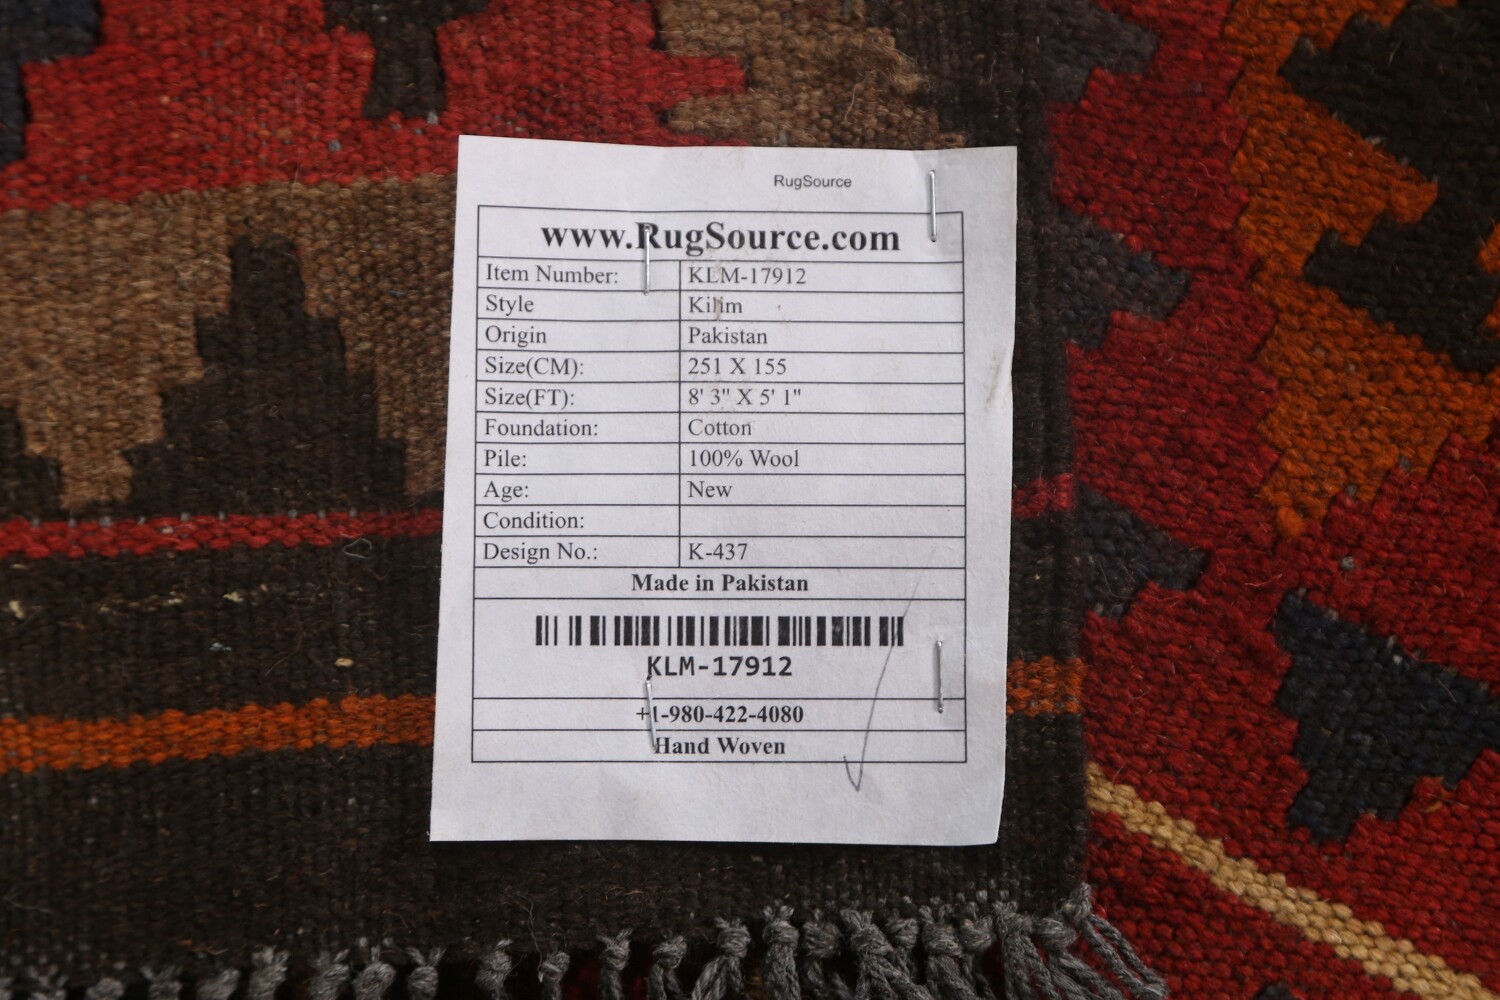 RugSource
www.RugSource.com
Item Number: KLM-17912
Style Kilim
Origin Pakistan
Size(CM): 251 X 155
Size(FT): 8' 3" X 5' 1"
Foundation: Cotton
Pile: 100% Wool
Age: New
Condition:
Design No.: K-437
Made in Pakistan
KLM-17912
+1-980-422-4080
Hand Woven